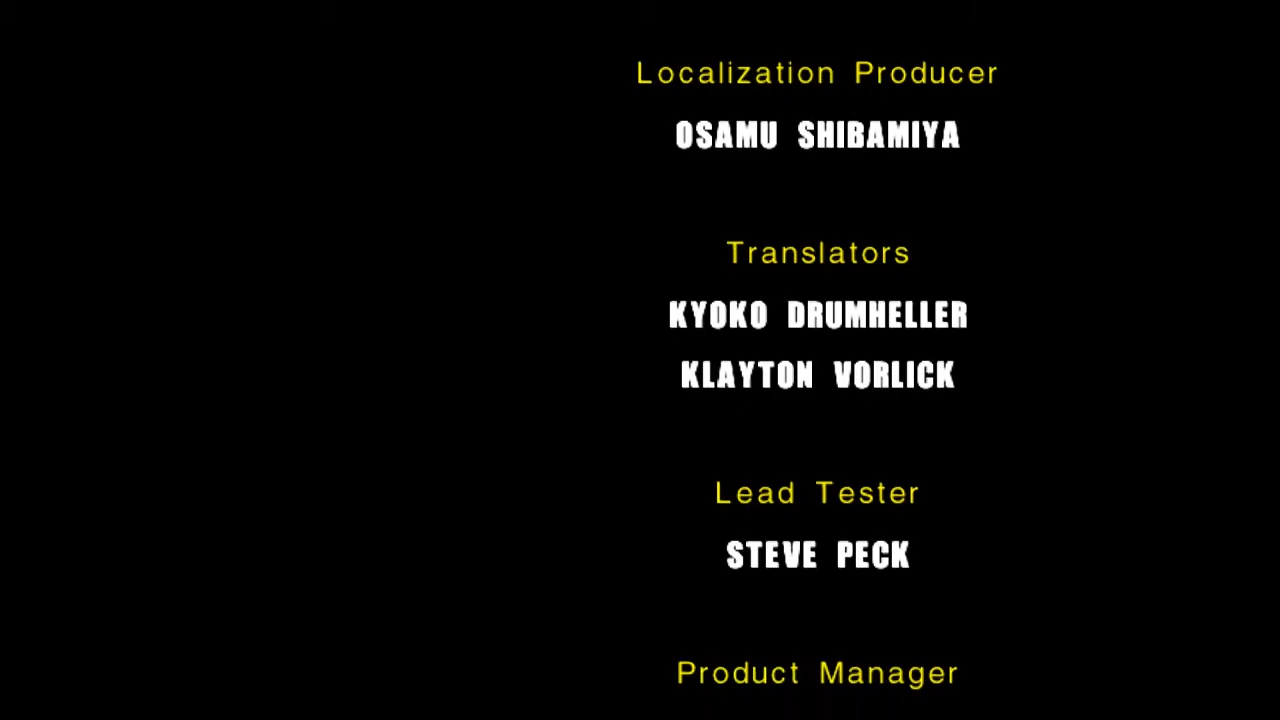 Localization Producer
OSAMU SHIBAMIYA
Translators
KYOKO DRUMHELLER
KLAYTON VORLICK
Lead Tester
STEVE PECK
Product Manager